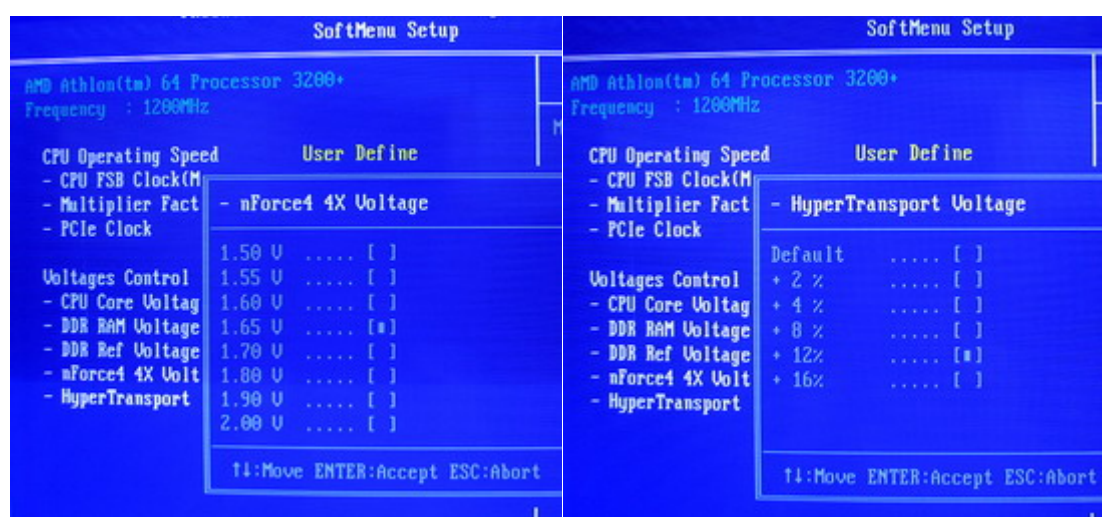 SoftMenu Setup
AMD Athlon(tm) 64 Processor 3200+
Frequency : 1200MHz
CPU Operating Speed User Define
- CPU FSB Clock(M
- Multiplier Fact
- PCIe Clock
Voltages Control
- CPU Core Voltag
- DDR RAM Voltage
- DDR Ref Voltage
- nForce4 4X Volt
- HyperTransport
- nForce4 4X Voltage
1.50 V ..... [ ]
1.55 V ..... [ ]
1.60 V ..... [ ]
1.65 V ..... [▪]
1.70 V ..... [ ]
1.80 V ..... [ ]
1.90 V ..... [ ]
2.00 V ..... [ ]
↑↓:Move ENTER:Accept ESC:Abort
SoftMenu Setup
AMD Athlon(tm) 64 Processor 3200+
Frequency : 1200MHz
CPU Operating Speed User Define
- CPU FSB Clock(M
- Multiplier Fact
- PCIe Clock
Voltages Control
- CPU Core Voltag
- DDR RAM Voltage
- DDR Ref Voltage
- nForce4 4X Volt
- HyperTransport
- HyperTransport Voltage
Default ..... [ ]
+ 2 % ..... [ ]
+ 4 % ..... [ ]
+ 8 % ..... [ ]
+ 12% ..... [▪]
+ 16% ..... [ ]
↑↓:Move ENTER:Accept ESC:Abort